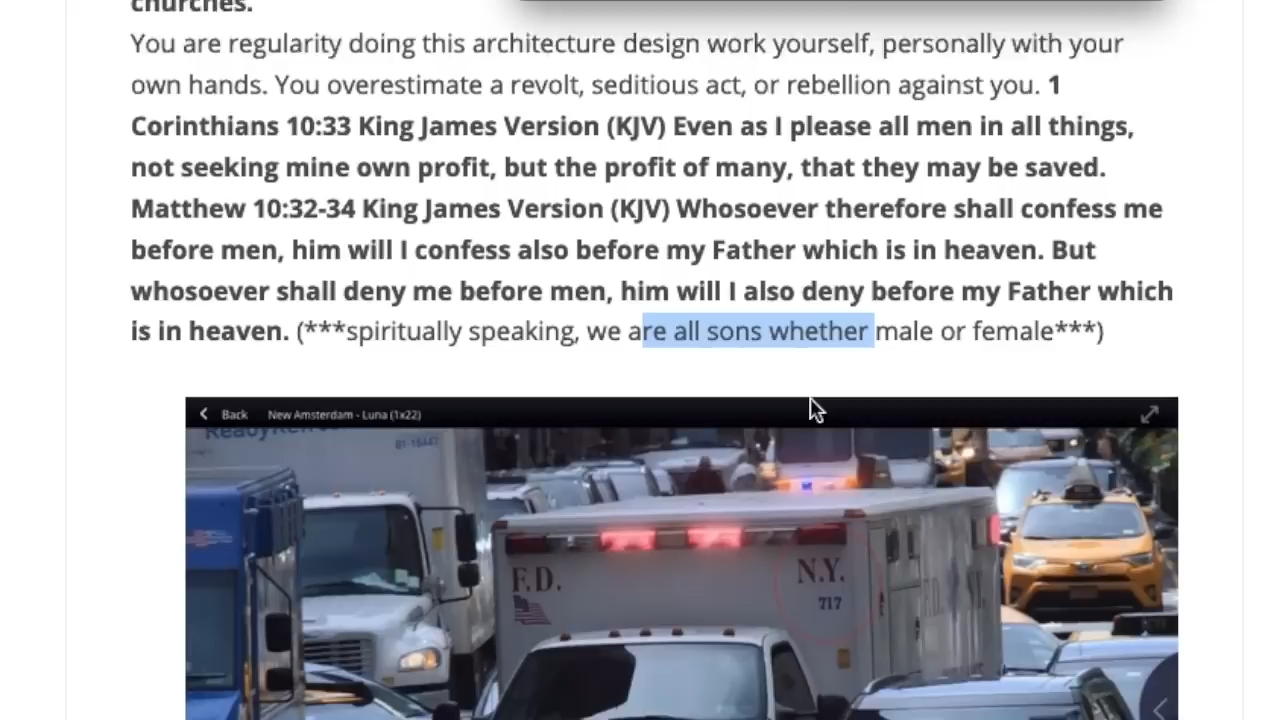 churches.
You are regularity doing this architecture design work yourself, personally with your
own hands. You overestimate a revolt, seditious act, or rebellion against you. 1
Corinthians 10:33 King James Version (KJV) Even as I please all men in all things,
not seeking mine own profit, but the profit of many, that they may be saved.
Matthew 10:32-34 King James Version (KJV) Whosoever therefore shall confess me
before men, him will I confess also before my Father which is in heaven. But
whosoever shall deny me before men, him will I also deny before my Father which
is in heaven. (***spiritually speaking, we are all sons whether male or female***)
Back New Amsterdam - Luna (1x22)
F.D.
N.Y.
717